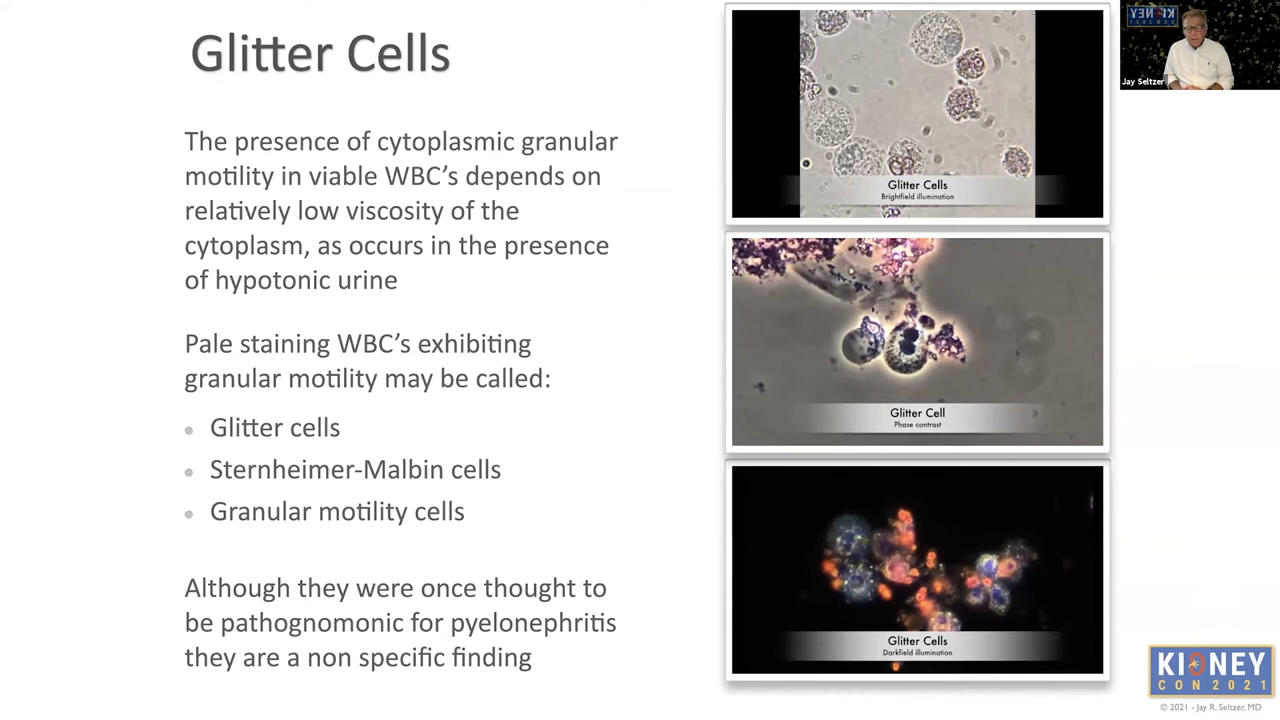 Glitter Cells
The presence of cytoplasmic granular
motility in viable WBC’s depends on
relatively low viscosity of the
cytoplasm, as occurs in the presence
of hypotonic urine
Pale staining WBC’s exhibiting
granular motility may be called:
Glitter cells
Sternheimer-Malbin cells
Granular motility cells
Although they were once thought to
be pathognomonic for pyelonephritis
they are a non specific finding
Glitter Cells
Brightfield illumination
Glitter Cell
Phase contrast
Glitter Cells
Darkfield illumination
KIDNEY
CON 2021
Jay Seltzer
KIDNEY
CON 2021
© 2021 - Jay R. Seltzer, MD